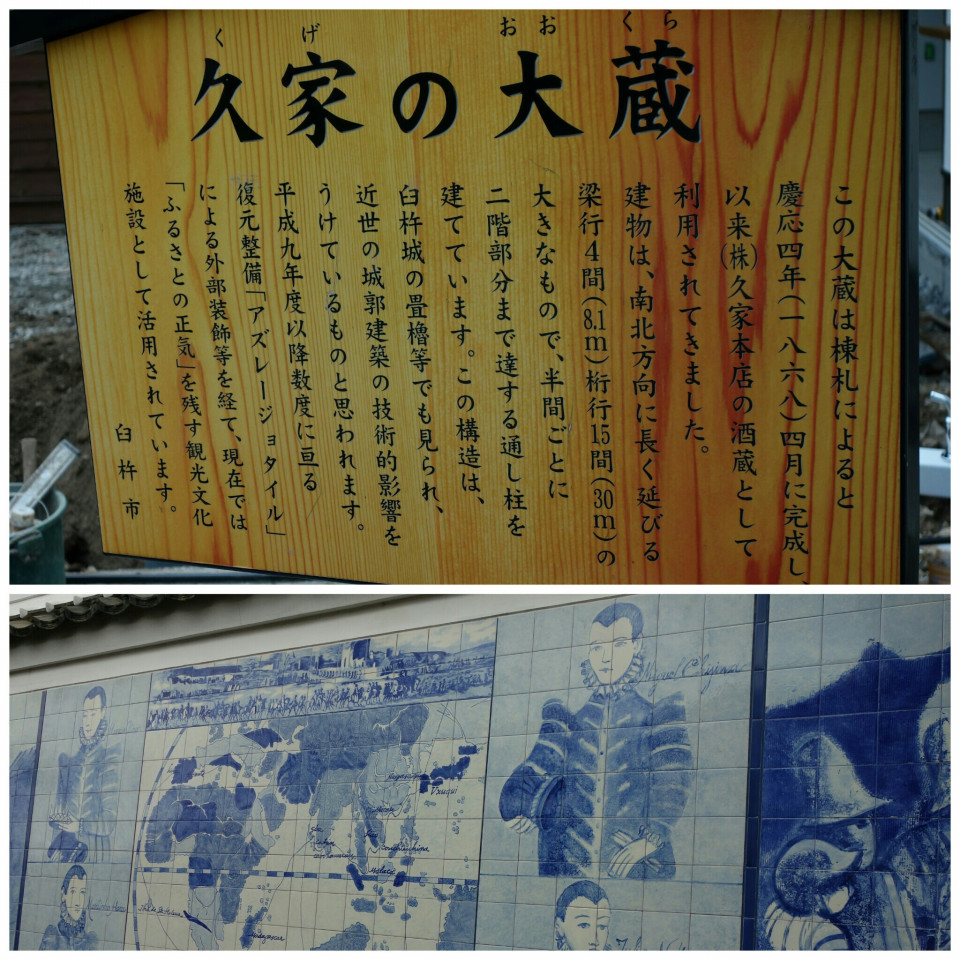 くげ　おおくら
久家の大蔵
この大蔵は棟札によると
慶応四年(一八六八)四月に完成し、
以来㈱久家本店の酒蔵として
利用されてきました。
建物は、南北方向に長く延びる
梁行4間(8.1m)桁行15間(30m)の
大きなもので、半間ごとに
二階部分まで達する通し柱を
建てています。この構造は、
臼杵城の畳櫓等でも見られ、
近世の城郭建築の技術的影響を
うけているものと思われます。
平成九年度以降数度に亘る
復元整備「アズレージョタイル」
による外部装飾等を経て、現在では
「ふるさとの正気」を残す観光文化
施設として活用されています。
臼杵市
Vxuqui
Malaca
Madagascar